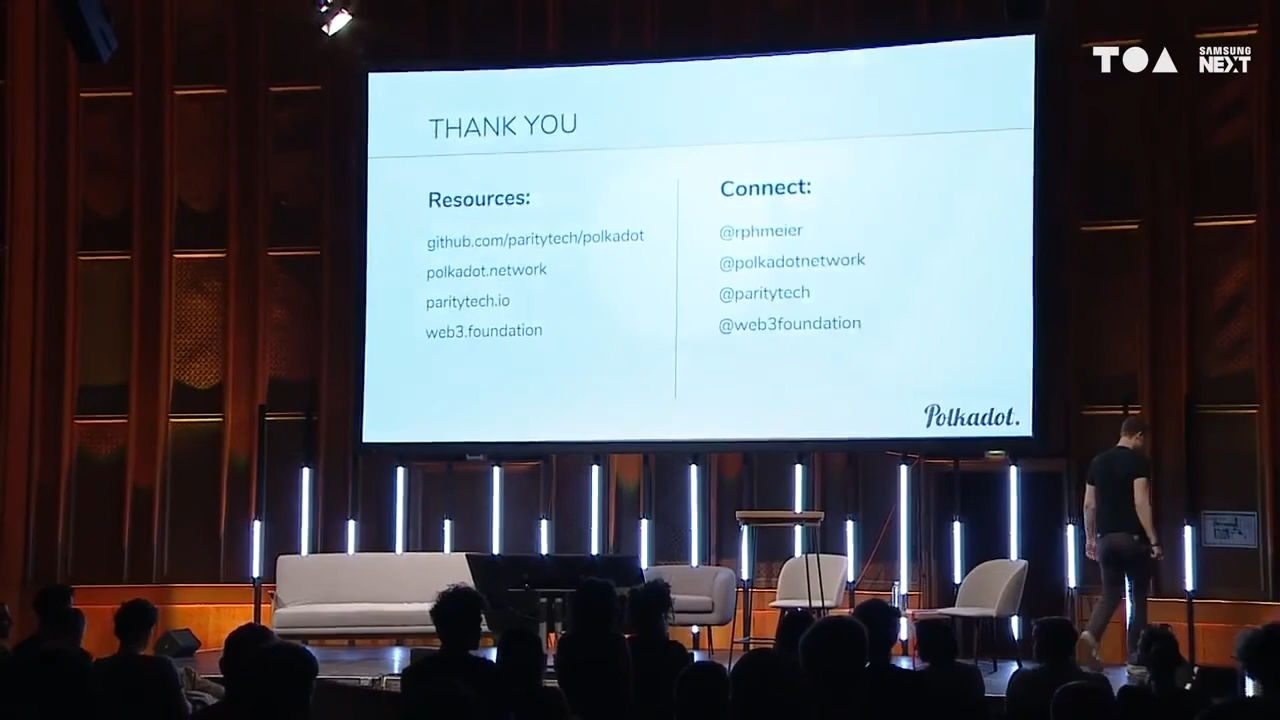 TOA
SAMSUNG
NEXT
THANK YOU
Resources:
github.com/paritytech/polkadot
polkadot.network
paritytech.io
web3.foundation
Connect:
@rphmeier
@polkadotnetwork
@paritytech
@web3foundation
Polkadot.